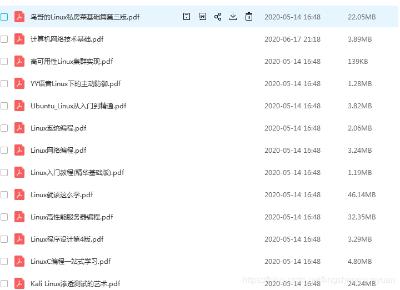 鸟哥的Linux私房菜基础篇第三版.pdf 2020-05-14 16:48 22.05MB
计算机网络技术基础.pdf 2020-06-17 21:18 3.89MB
高可用性Linux集群实现.pdf 2020-05-14 16:48 139KB
YY语音Linux下的主动防御.pdf 2020-05-14 16:48 1.28MB
Ubuntu_Linux从入门到精通.pdf 2020-05-14 16:48 3.82MB
Linux系统编程.pdf 2020-05-14 16:48 2.06MB
Linux网络编程.pdf 2020-05-14 16:48 3.24MB
Linux入门教程(精华基础版).pdf 2020-05-14 16:48 1.19MB
Linux就该这么学.pdf 2020-05-14 16:48 46.14MB
Linux高性能服务器编程.pdf 2020-05-14 16:48 32.35MB
Linux程序设计第4版.pdf 2020-05-14 16:48 3.29MB
LinuxC编程一站式学习.pdf 2020-05-14 16:48 4.80MB
Kali Linux渗透测试的艺术.pdf 2020-05-14 16:48 24.24MB